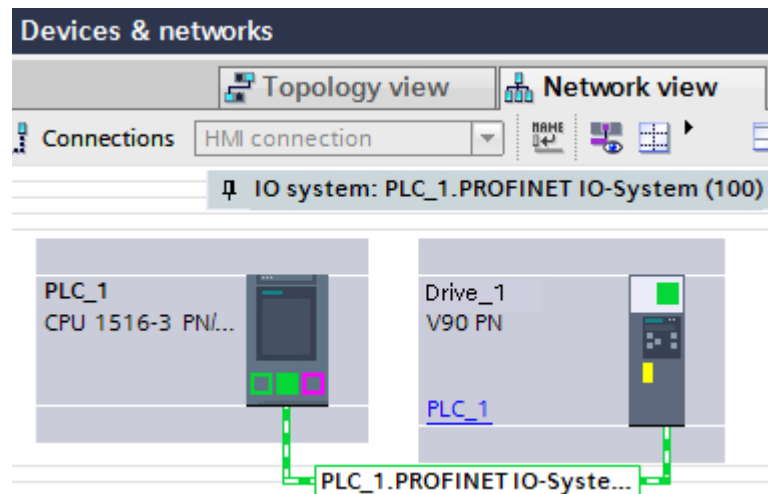 Devices & networks
Topology view
Network view
Connections
HMI connection
NAME
IO system: PLC_1.PROFINET IO-System (100)
PLC_1
CPU 1516-3 PN/...
Drive_1
V90 PN
PLC_1
PLC_1.PROFINET IO-Syste...